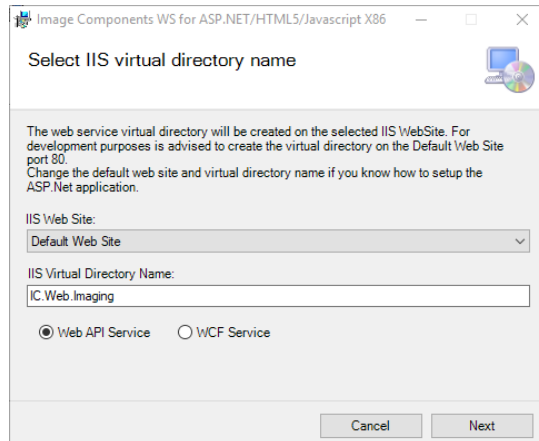 Image Components WS for ASP.NET/HTML5/Javascript X86
Select IIS virtual directory name
The web service virtual directory will be created on the selected IIS WebSite. For
development purposes is advised to create the virtual directory on the Default Web Site
port 80.
Change the default web site and virtual directory name if you know how to setup the
ASP.Net application.
IIS Web Site:
Default Web Site
IIS Virtual Directory Name:
IC.Web.Imaging
Web API Service WCF Service
Cancel Next